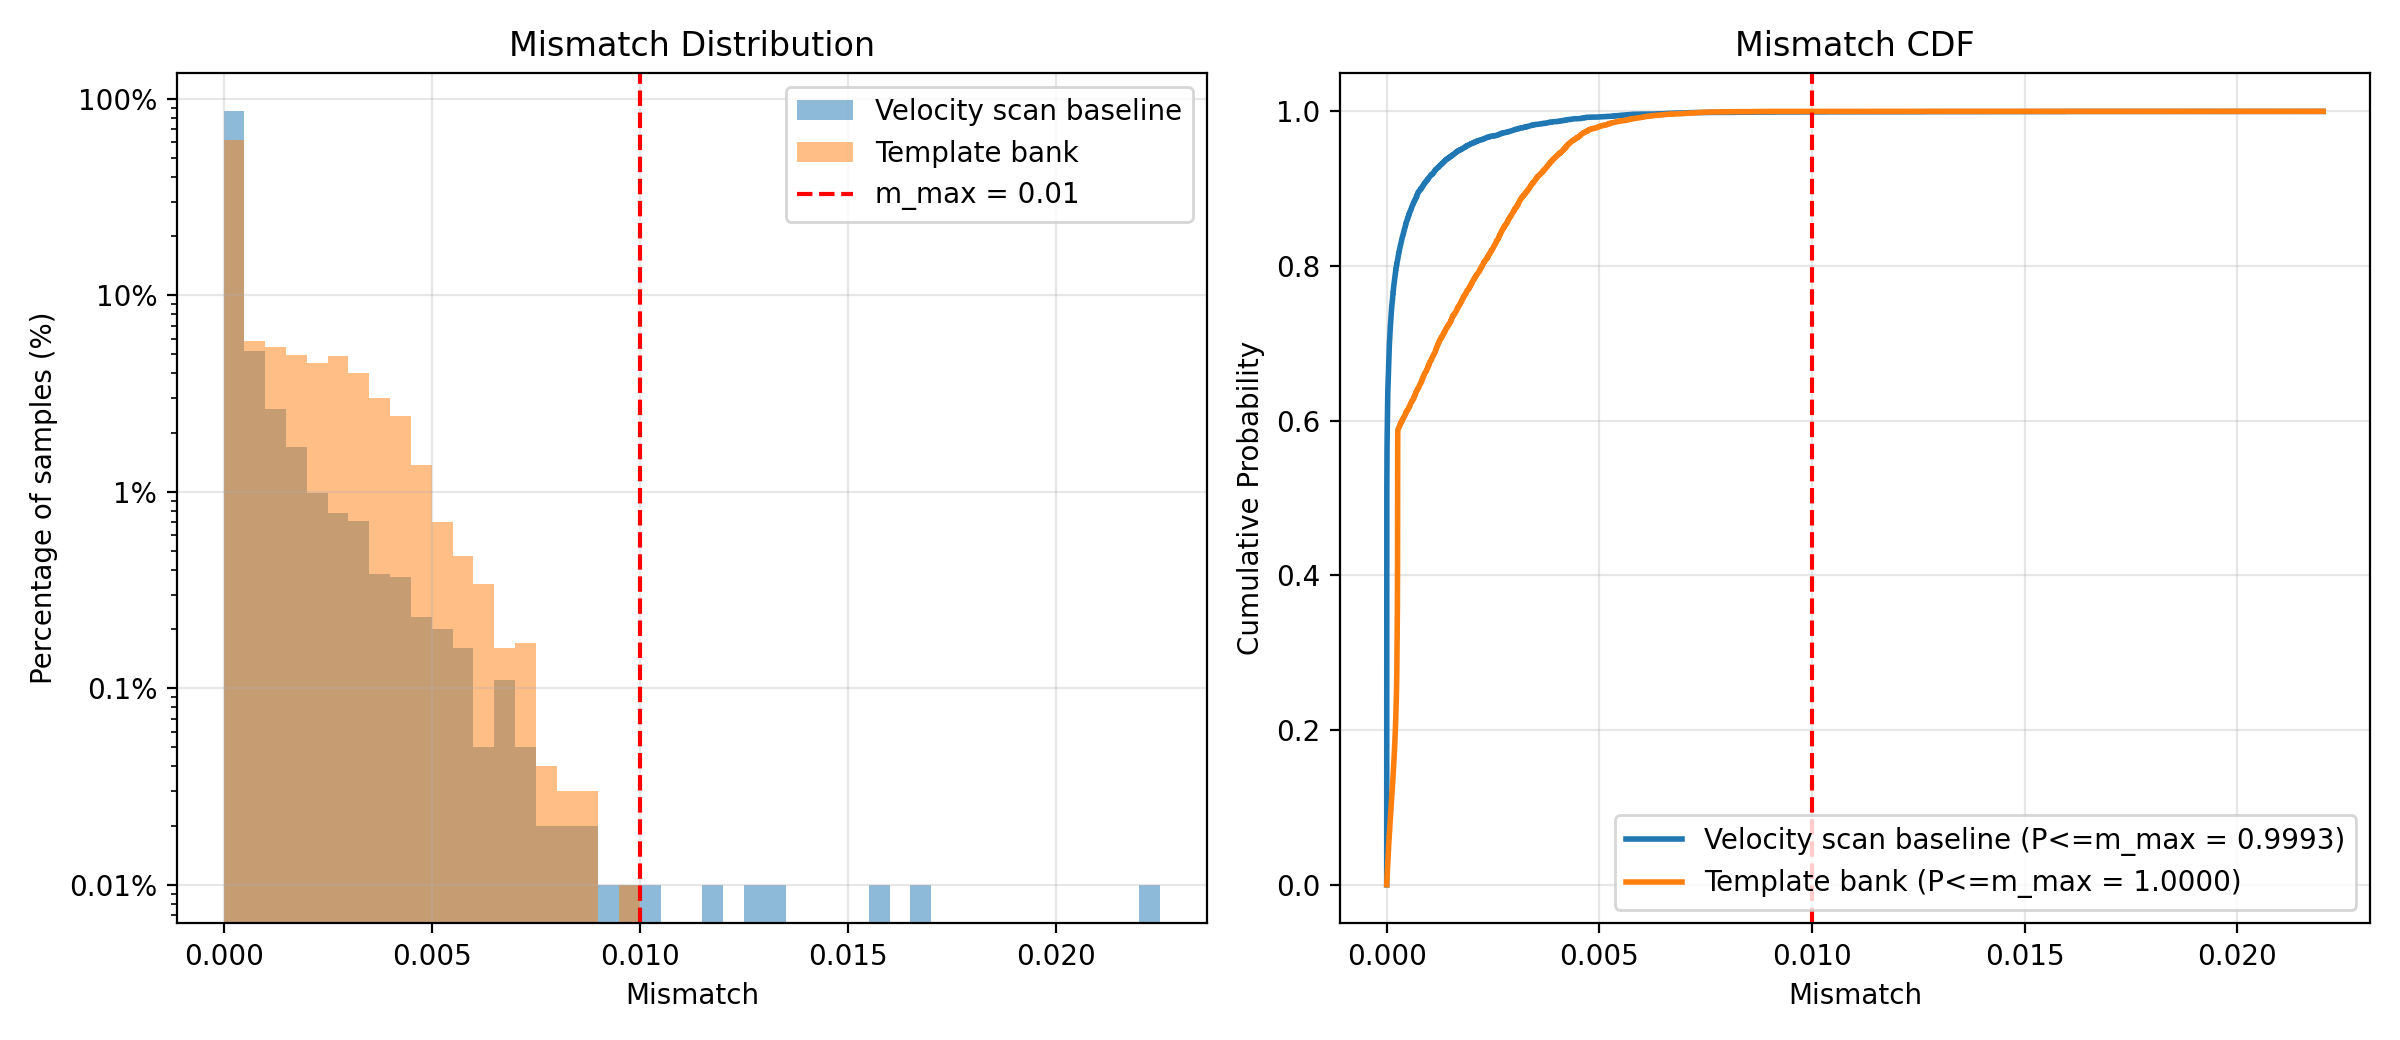 Mismatch Distribution
Percentage of samples (%)
100%
10%
1%
0.1%
0.01%
Velocity scan baseline
Template bank
m_max = 0.01
0.000 0.005 0.010 0.015 0.020
Mismatch
Mismatch CDF
Cumulative Probability
1.0
0.8
0.6
0.4
0.2
0.0
Velocity scan baseline (P<=m_max = 0.9993)
Template bank (P<=m_max = 1.0000)
0.000 0.005 0.010 0.015 0.020
Mismatch